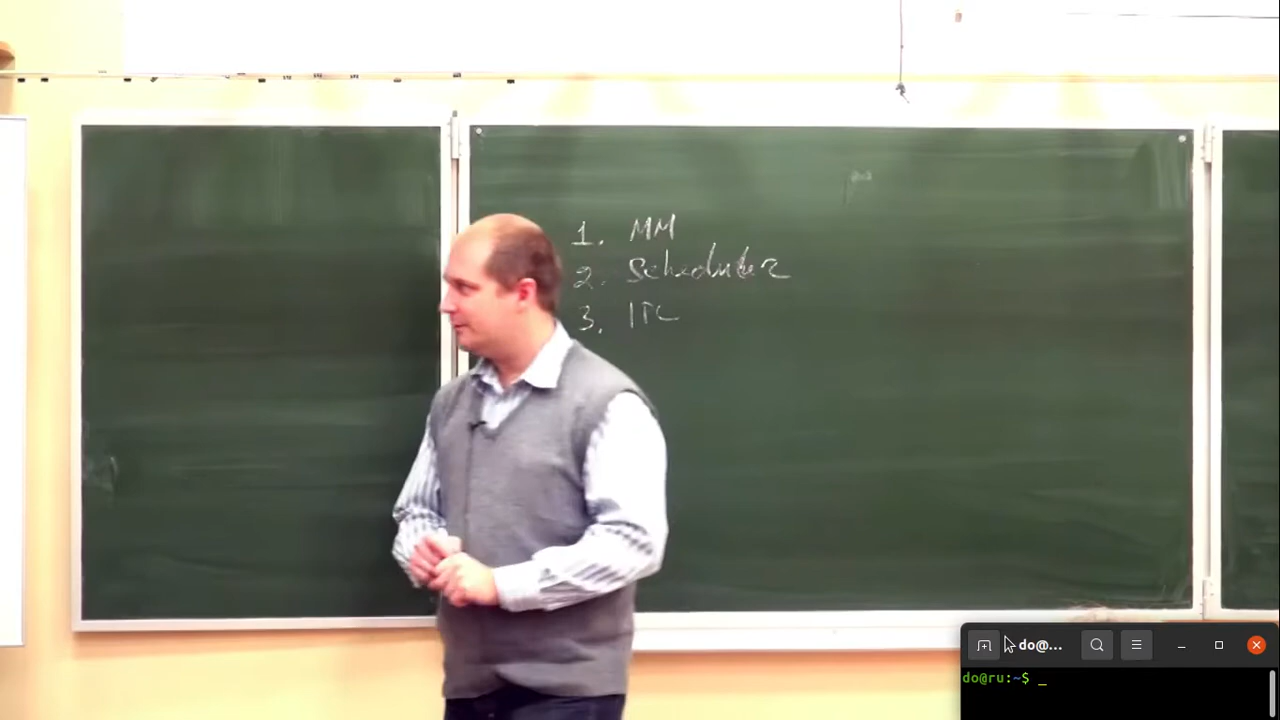 1. MM
2. Scheduler
3. IPC
do@...
do@ru:~$ _